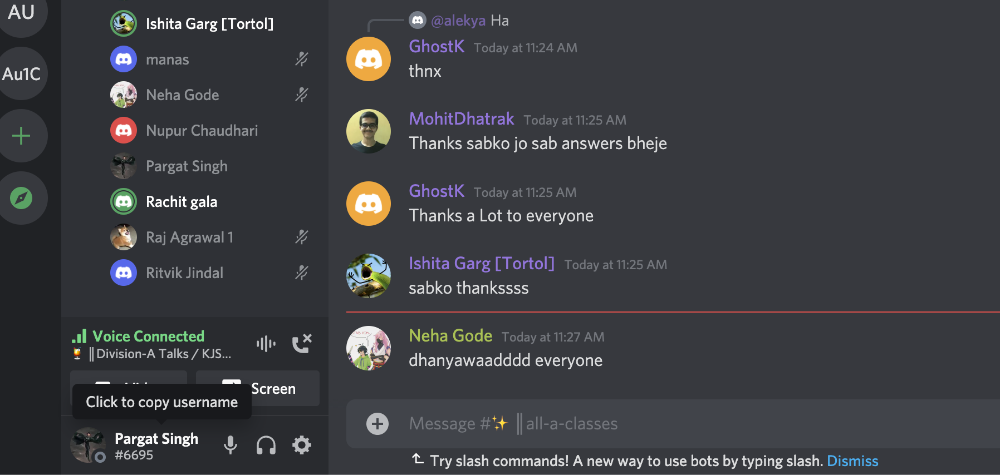 AU
Au1C
Ishita Garg [Tortol]
manas
Neha Gode
Nupur Chaudhari
Pargat Singh
Rachit gala
Raj Agrawal 1
Ritvik Jindal
Voice Connected
||Division-A Talks / KJS...
Screen
Click to copy username
Pargat Singh
#6695
@alekya Ha
GhostK Today at 11:24 AM
thnx
MohitDhatrak Today at 11:25 AM
Thanks sabko jo sab answers bheje
GhostK Today at 11:25 AM
Thanks a Lot to everyone
Ishita Garg [Tortol] Today at 11:25 AM
sabko thankssss
Neha Gode Today at 11:27 AM
dhanyawaadddd everyone
Message #✨ ||all-a-classes
Try slash commands! A new way to use bots by typing slash. Dismiss